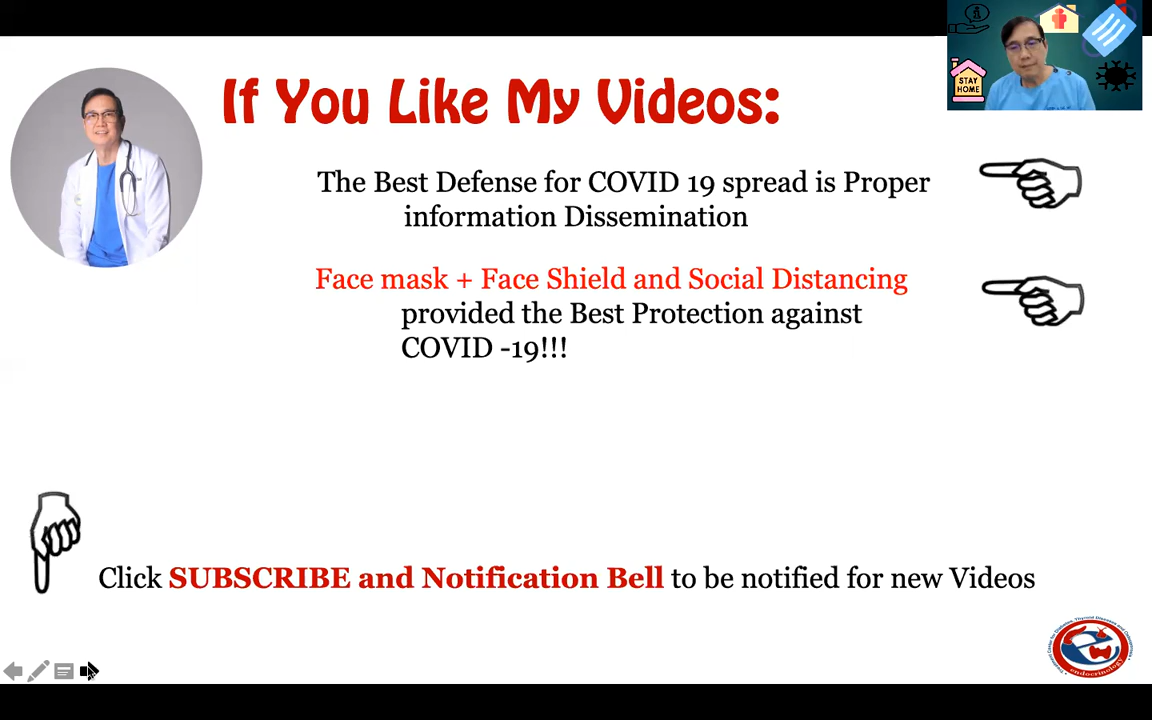 If You Like My Videos:
STAY
HOME
The Best Defense for COVID 19 spread is Proper
information Dissemination
Face mask + Face Shield and Social Distancing
provided the Best Protection against
COVID -19!!!
Click SUBSCRIBE and Notification Bell to be notified for new Videos
endocrinology